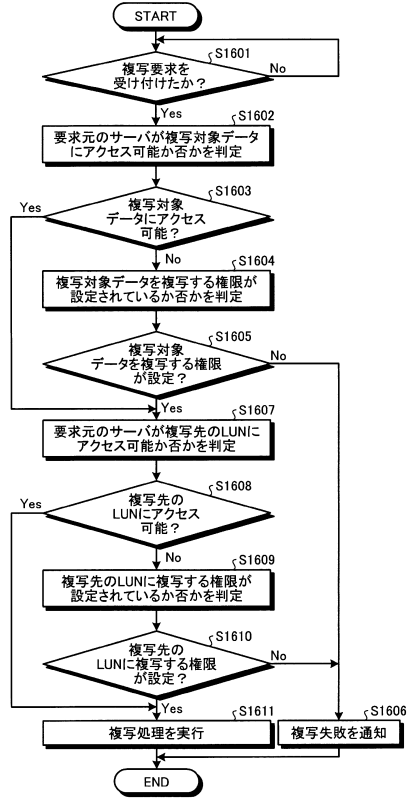 START
S1601
複写要求を
受け付けたか？
No
Yes
S1602
要求元のサーバが複写対象データ
にアクセス可能か否かを判定
S1603
Yes
複写対象
データにアクセス
可能？
No
S1604
複写対象データを複写する権限が
設定されているか否かを判定
S1605
複写対象
データを複写する権限
が設定？
No
Yes
S1607
要求元のサーバが複写先のLUNに
アクセス可能か否かを判定
S1608
Yes
複写先の
LUNにアクセス
可能？
No
S1609
複写先のLUNに複写する権限が
設定されているか否かを判定
S1610
複写先の
LUNに複写する権限
が設定？
No
Yes
S1611
複写処理を実行
S1606
複写失敗を通知
END